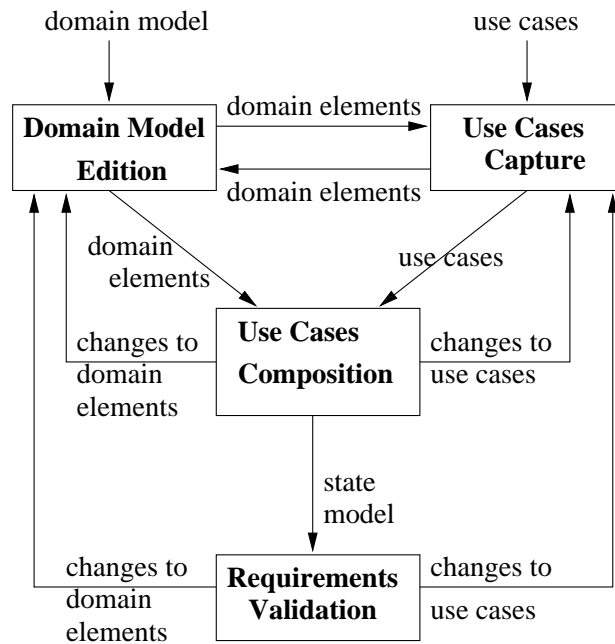 domain model
use cases
Domain Model
Edition
domain elements
domain elements
Use Cases
Capture
domain
elements
use cases
changes to
domain
elements
Use Cases
Composition
changes to
use cases
state
model
changes to
domain
elements
Requirements
Validation
changes to
use cases